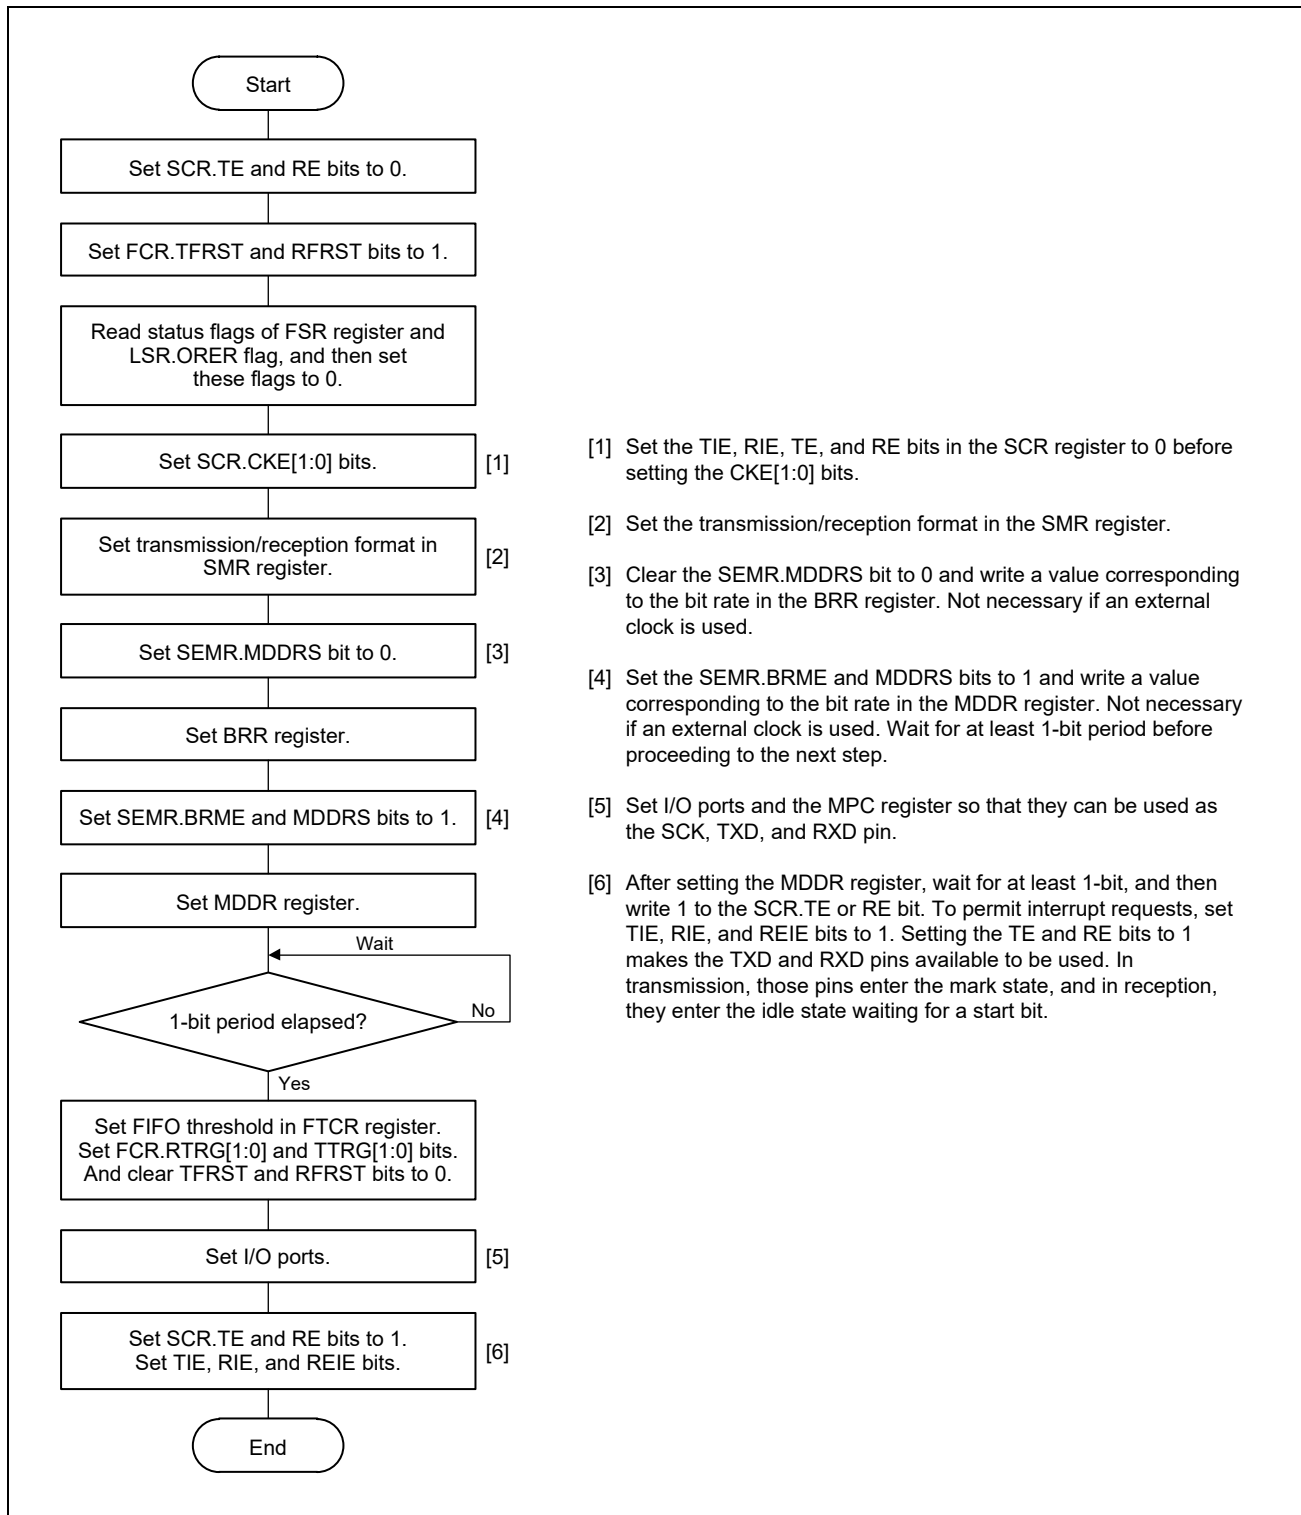 Start
Set SCR.TE and RE bits to 0.
Set FCR.TFRST and RFRST bits to 1.
Read status flags of FSR register and
LSR.ORER flag, and then set
these flags to 0.
Set SCR.CKE[1:0] bits.
[1]
Set transmission/reception format in
SMR register.
[2]
Set SEMR.MDDRS bit to 0.
[3]
Set BRR register.
Set SEMR.BRME and MDDRS bits to 1.
[4]
Set MDDR register.
Wait
1-bit period elapsed?
No
Yes
Set FIFO threshold in FTCR register.
Set FCR.RTRG[1:0] and TTRG[1:0] bits.
And clear TFRST and RFRST bits to 0.
Set I/O ports.
[5]
Set SCR.TE and RE bits to 1.
Set TIE, RIE, and REIE bits.
[6]
End
[1] Set the TIE, RIE, TE, and RE bits in the SCR register to 0 before
setting the CKE[1:0] bits.
[2] Set the transmission/reception format in the SMR register.
[3] Clear the SEMR.MDDRS bit to 0 and write a value corresponding
to the bit rate in the BRR register. Not necessary if an external
clock is used.
[4] Set the SEMR.BRME and MDDRS bits to 1 and write a value
corresponding to the bit rate in the MDDR register. Not necessary
if an external clock is used. Wait for at least 1-bit period before
proceeding to the next step.
[5] Set I/O ports and the MPC register so that they can be used as
the SCK, TXD, and RXD pin.
[6] After setting the MDDR register, wait for at least 1-bit, and then
write 1 to the SCR.TE or RE bit. To permit interrupt requests, set
TIE, RIE, and REIE bits to 1. Setting the TE and RE bits to 1
makes the TXD and RXD pins available to be used. In
transmission, those pins enter the mark state, and in reception,
they enter the idle state waiting for a start bit.